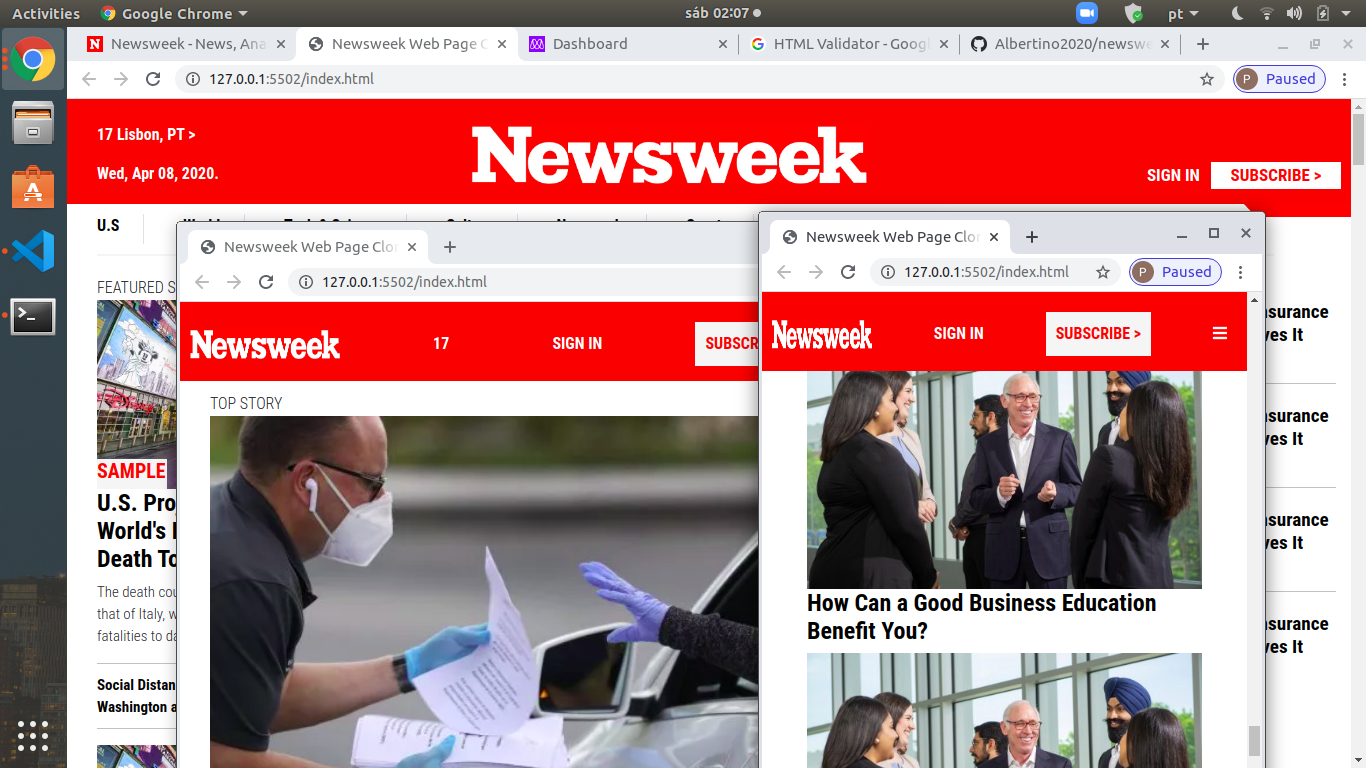 Activities
Google Chrome
sáb 02:07
pt
Newsweek - News, Ana
Newsweek Web Page C
Dashboard
HTML Validator - Googl
Albertino2020/newswe
127.0.0.1:5502/index.html
P Paused
17 Lisbon, PT >
Newsweek
Wed, Apr 08, 2020.
SIGN IN
SUBSCRIBE >
U.S
FEATURED S
SAMPLE
U.S. Pro
World's
Death To
The death cou
that of Italy, w
fatalities to da
Social Distan
Washington a
Newsweek Web Page Clon
127.0.0.1:5502/index.html
Newsweek
17
SIGN IN
SUBSCR
TOP STORY
Newsweek Web Page Clon
127.0.0.1:5502/index.html
P Paused
Newsweek
SIGN IN
SUBSCRIBE >
How Can a Good Business Education
Benefit You?
surance
ves It
surance
ves It
surance
ves It
surance
ves It